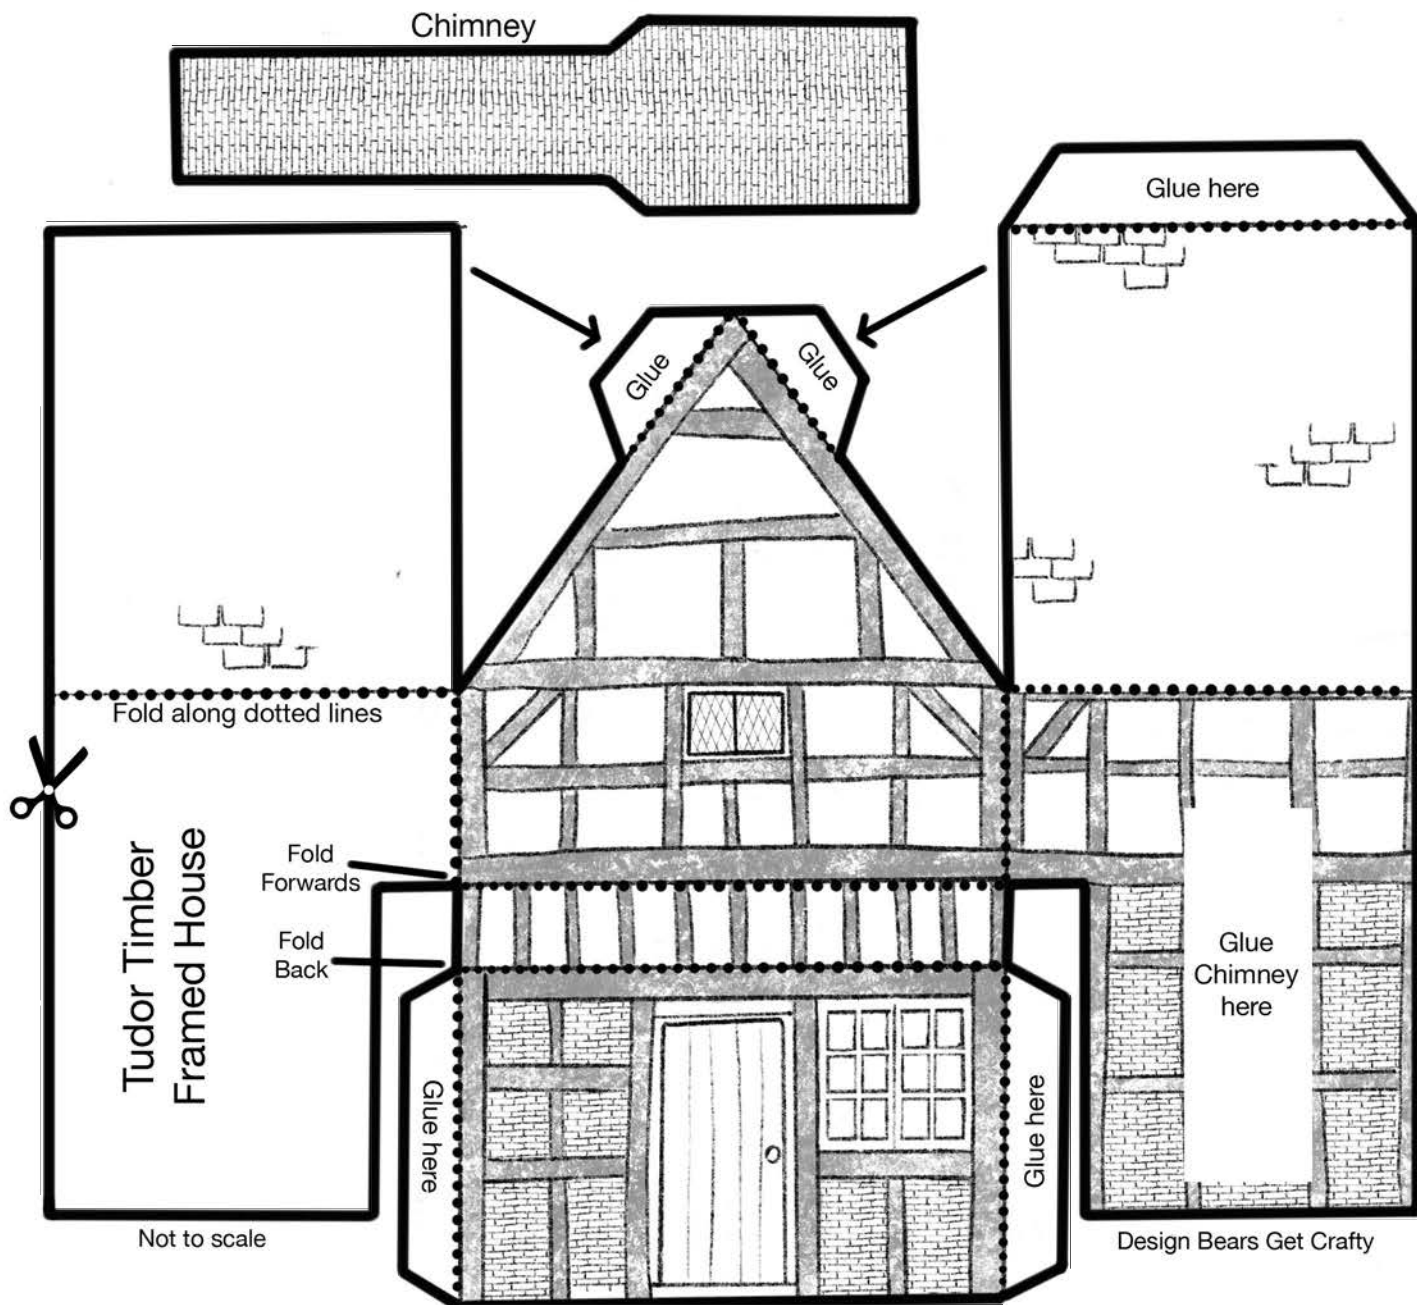 Chimney
Glue here
Glue
Glue
Fold along dotted lines
Tudor Timber
Framed House
Fold
Forwards
Fold
Back
Glue
Chimney
here
Glue here
Glue here
Not to scale
Design Bears Get Crafty